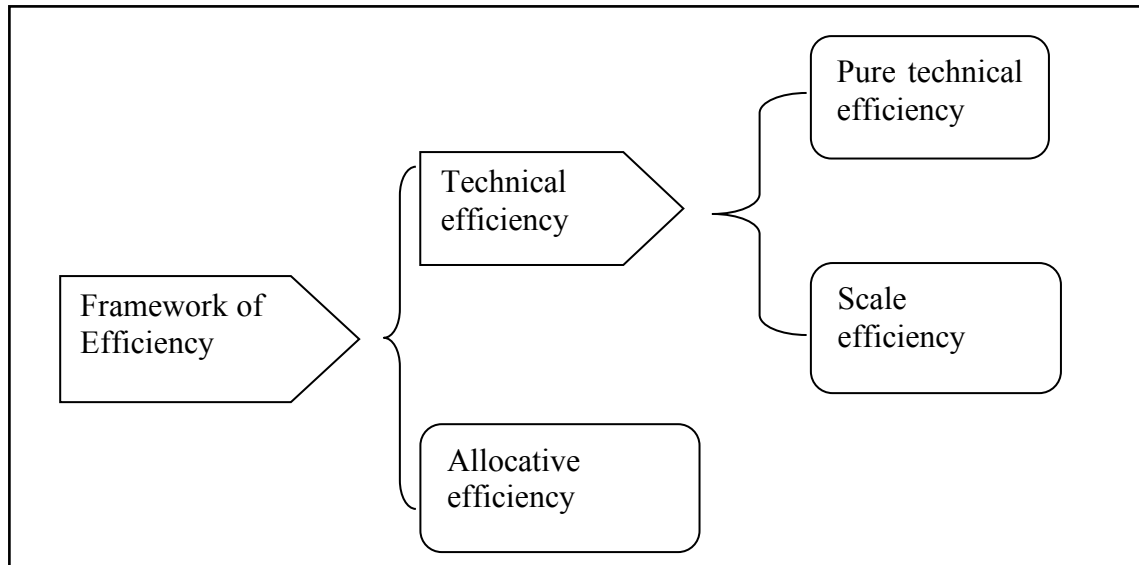 Framework of
Efficiency
Technical
efficiency
Allocative
efficiency
Pure technical
efficiency
Scale
efficiency